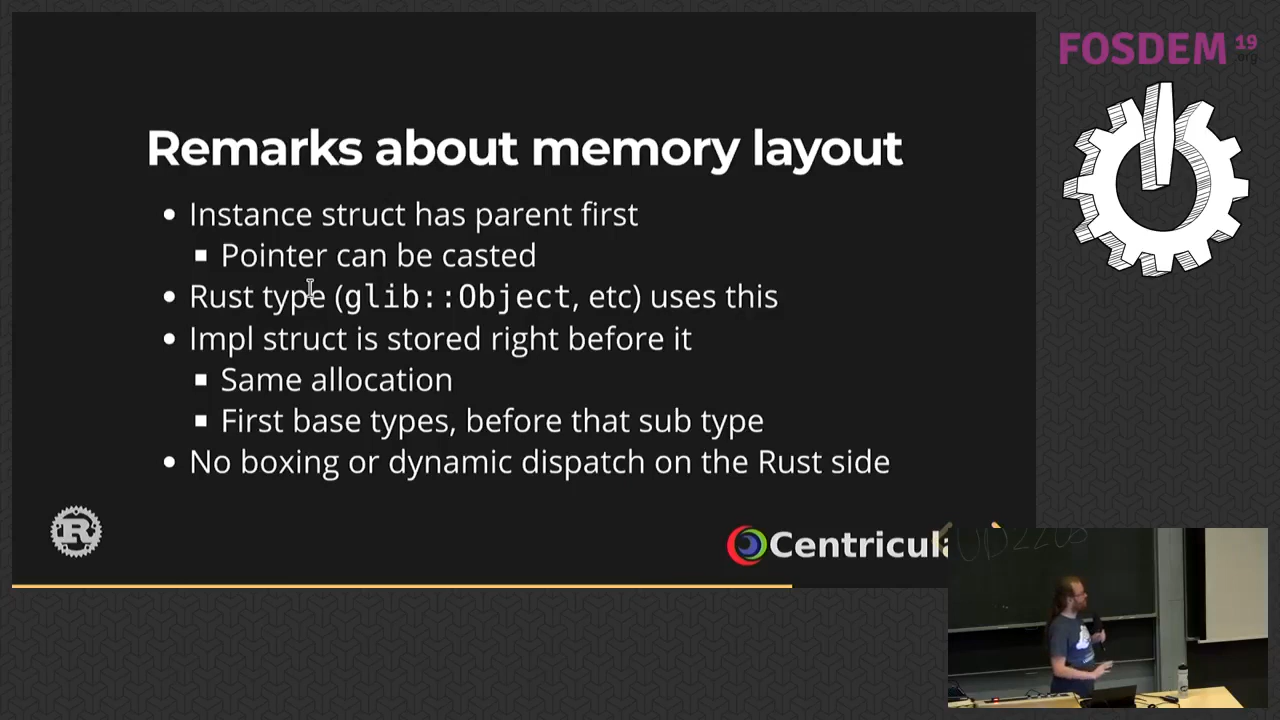 FOSDEM 19
.org
Remarks about memory layout
Instance struct has parent first
Pointer can be casted
Rust type (glib::Object, etc) uses this
Impl struct is stored right before it
Same allocation
First base types, before that sub type
No boxing or dynamic dispatch on the Rust side
R
UD2208